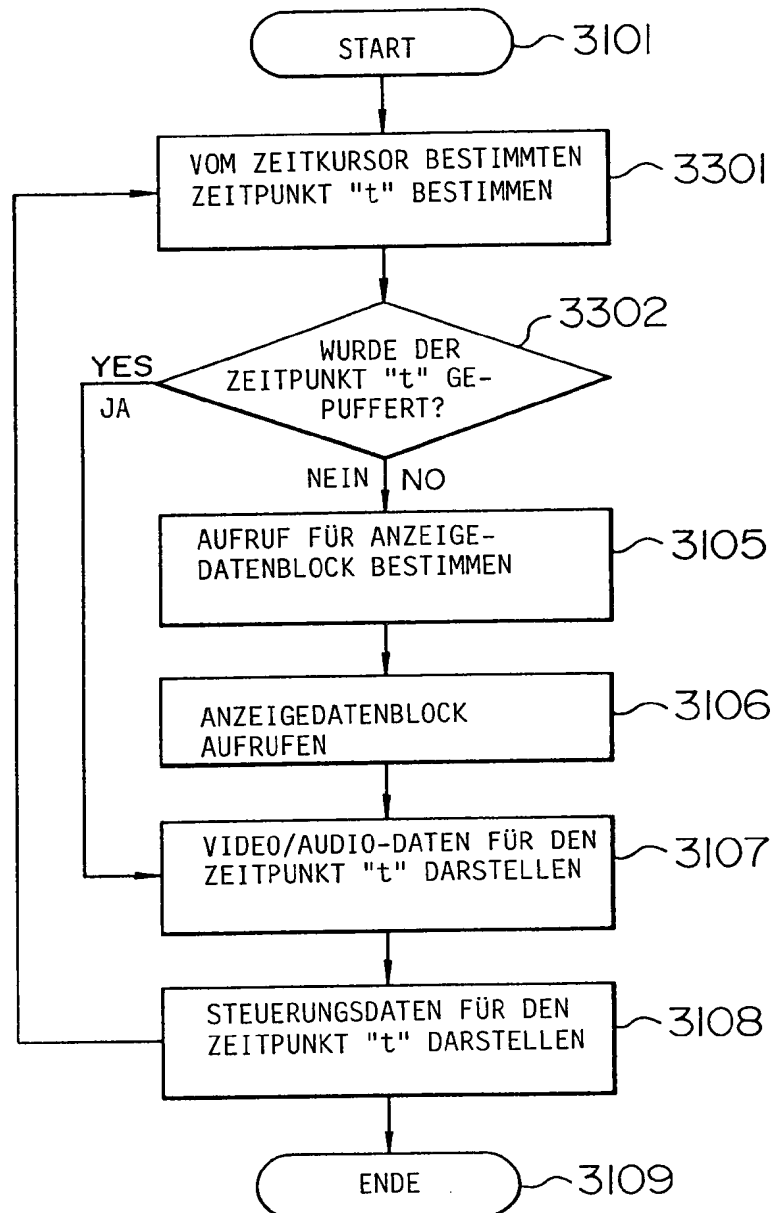 START
3101
VOM ZEITKURSOR BESTIMMTEN
ZEITPUNKT "t" BESTIMMEN
3301
3302
WURDE DER
ZEITPUNKT "t" GE-
PUFFERT?
YES
JA
NEIN NO
AUFRUF FÜR ANZEIGE-
DATENBLOCK BESTIMMEN
3105
ANZEIGEDATENBLOCK
AUFRUFEN
3106
VIDEO/AUDIO-DATEN FÜR DEN
ZEITPUNKT "t" DARSTELLEN
3107
STEUERUNGSDATEN FÜR DEN
ZEITPUNKT "t" DARSTELLEN
3108
ENDE
3109